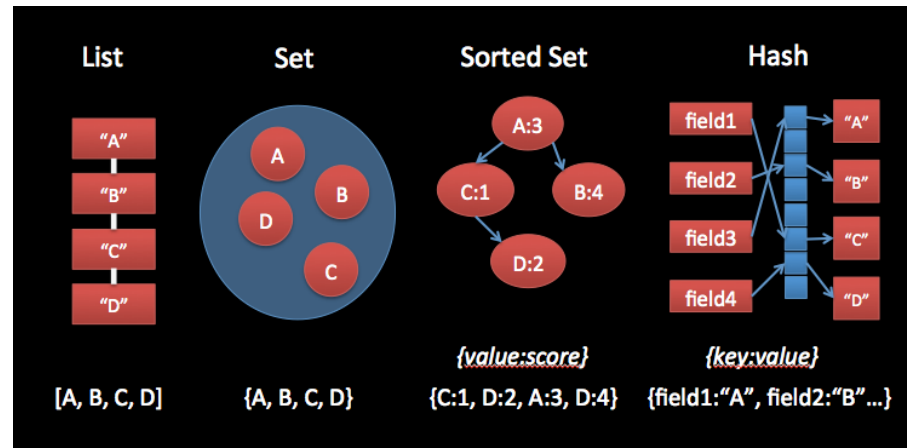 List
Set
Sorted Set
Hash
“A”
“B”
“C”
“D”
A
B
D
C
A:3
C:1
B:4
D:2
field1
field2
field3
field4
“A”
“B”
“C”
“D”
{value:score}
{key:value}
[A, B, C, D]
{A, B, C, D}
{C:1, D:2, A:3, D:4}
{field1:“A”, field2:“B”…}